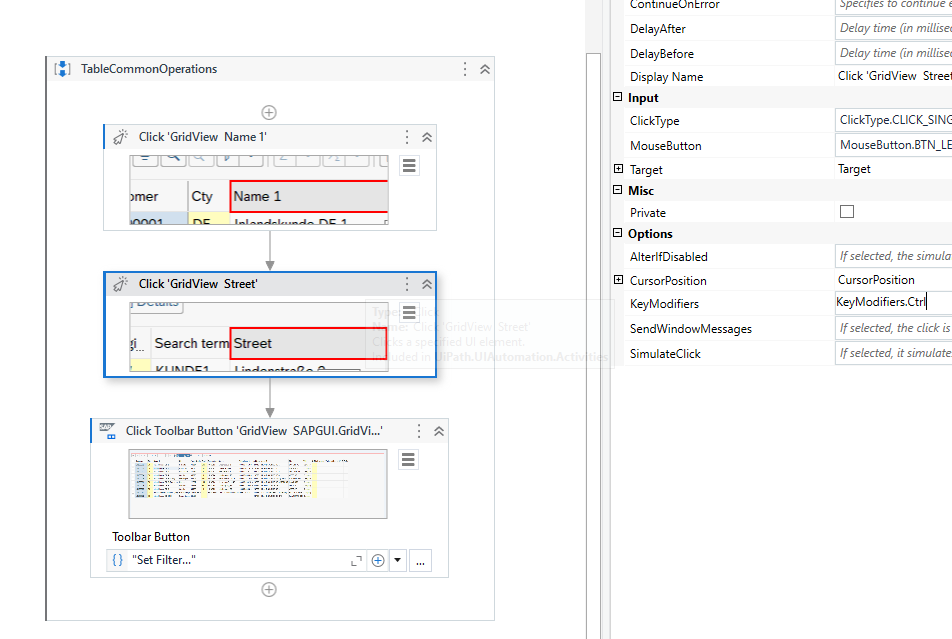 TableCommonOperations
Click 'GridView Name 1'
omer
Cty
Name 1
DE
Inlandskunde DE 1
Click 'GridView Street'
Details
Search term
Street
KUNDE1
Lindenstraße
Type: Click
Name: Click 'GridView Street'
Clicks a specified UI element.
Included in UiPath.UIAutomation.Activities
Click Toolbar Button 'GridView SAPGUI.GridVi...'
Toolbar Button
"Set Filter..."
...
ContinueOnError
Specifies to continue e
DelayAfter
Delay time (in millisec
DelayBefore
Delay time (in millisec
Display Name
Click 'GridView Street
Input
ClickType
ClickType.CLICK_SING
MouseButton
MouseButton.BTN_LE
Target
Target
Misc
Private
Options
AlterIfDisabled
If selected, the simula
CursorPosition
CursorPosition
KeyModifiers
KeyModifiers.Ctrl
SendWindowMessages
If selected, the click is
SimulateClick
If selected, it simulate